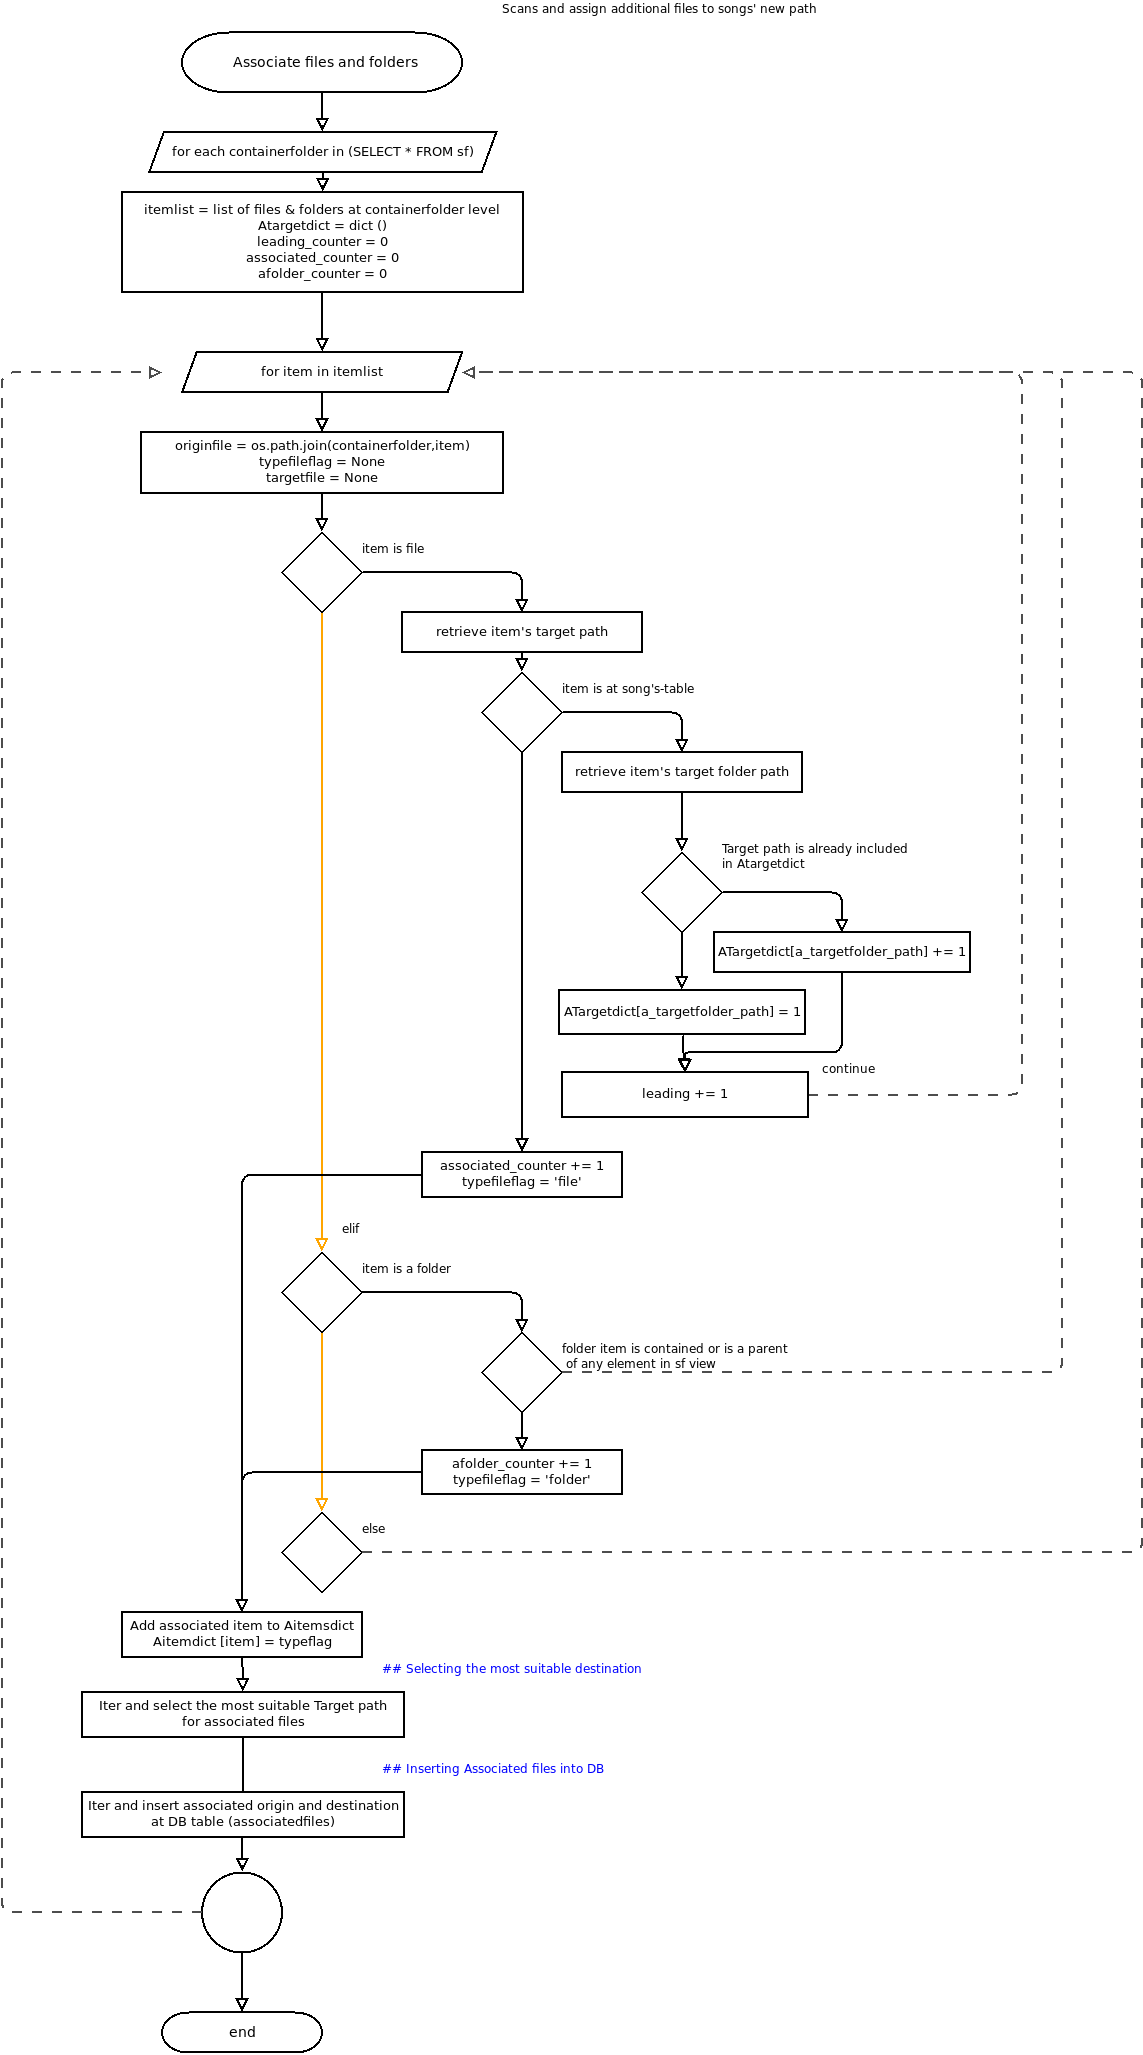 Scans and assign additional files to songs' new path
Associate files and folders
for each containerfolder in (SELECT * FROM sf)
itemlist = list of files & folders at containerfolder level
Atargetdict = dict ()
leading_counter = 0
associated_counter = 0
afolder_counter = 0
for item in itemlist
originfile = os.path.join(containerfolder,item)
typefileflag = None
targetfile = None
item is file
retrieve item's target path
item is at song's-table
retrieve item's target folder path
Target path is already included
in Atargetdict
ATargetdict[a_targetfolder_path] += 1
ATargetdict[a_targetfolder_path] = 1
continue
leading += 1
associated_counter += 1
typefileflag = 'file'
elif
item is a folder
folder item is contained or is a parent
of any element in sf view
afolder_counter += 1
typefileflag = 'folder'
else
Add associated item to Aitemsdict
Aitemdict [item] = typeflag
## Selecting the most suitable destination
Iter and select the most suitable Target path
for associated files
## Inserting Associated files into DB
Iter and insert associated origin and destination
at DB table (associatedfiles)
end